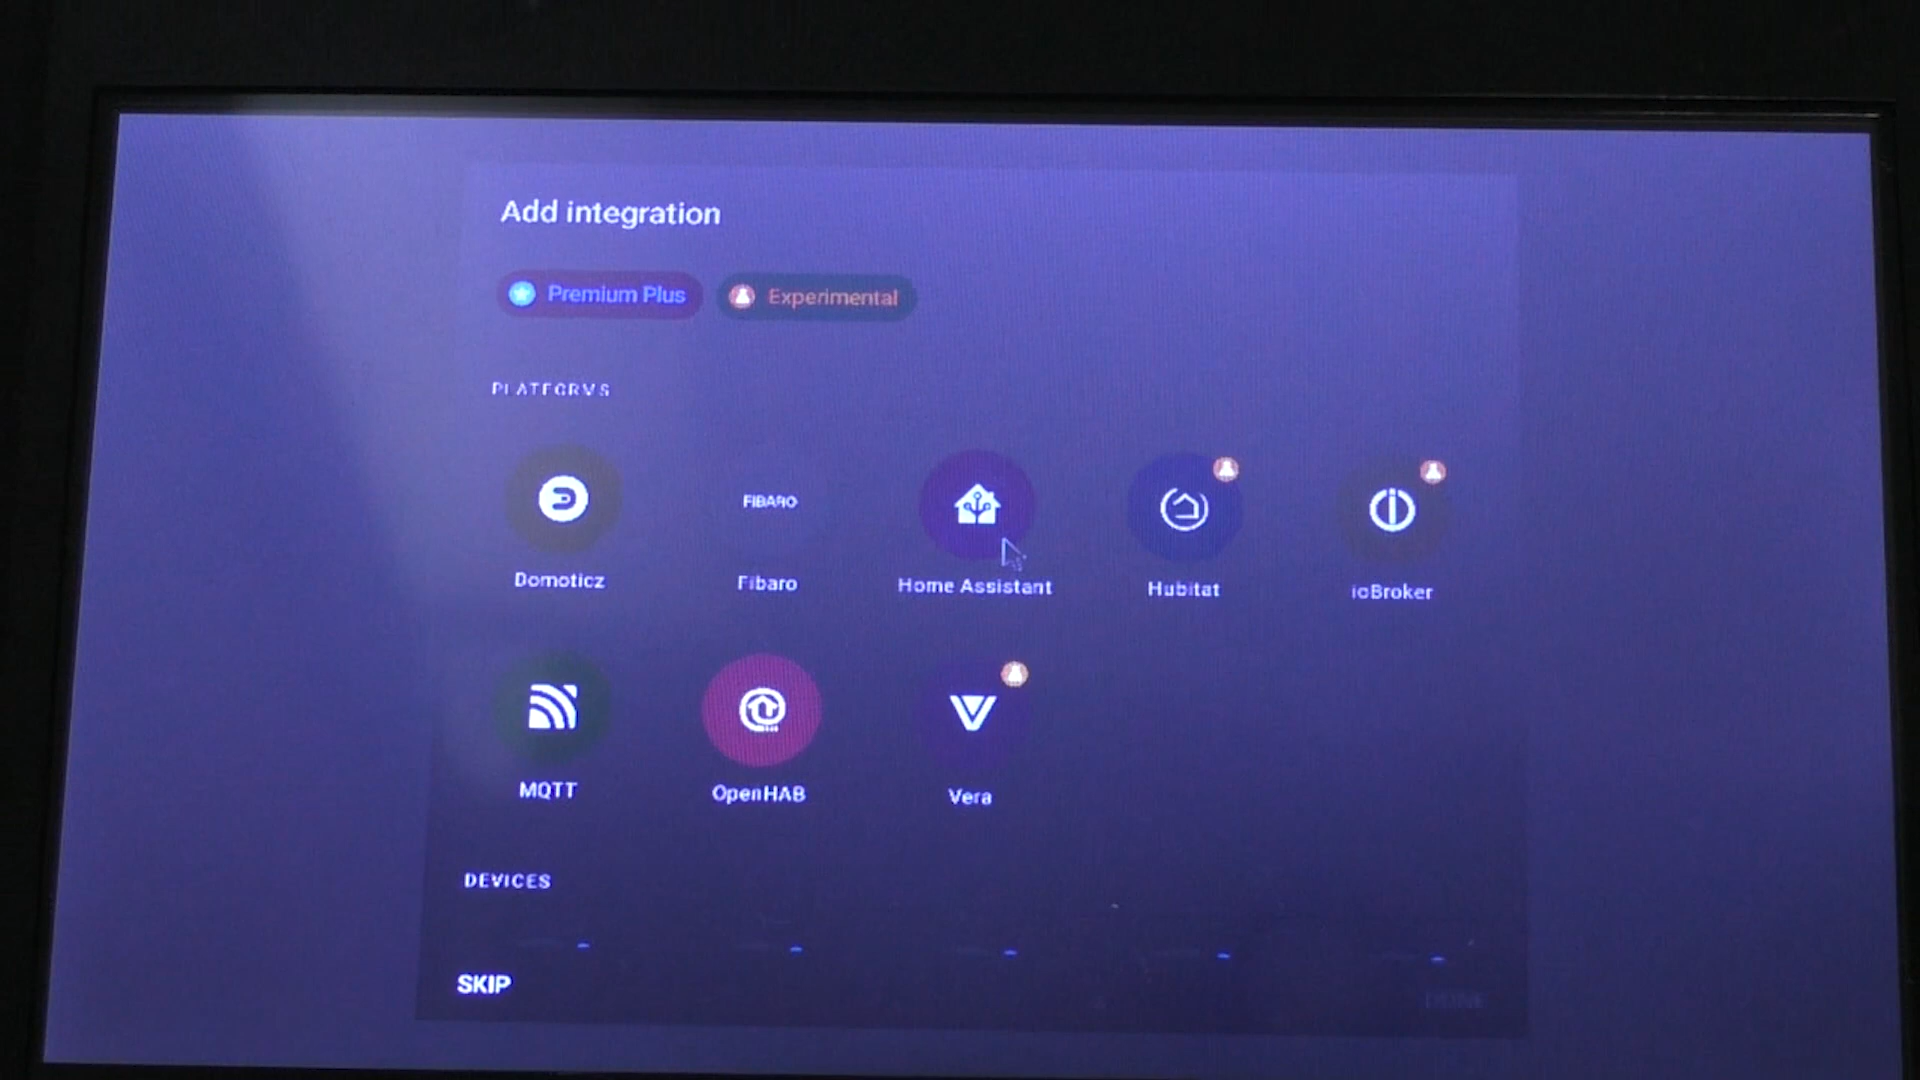 Add integration
Premium Plus
Experimental
PLATFORMS
FIBARO
Domoticz
Fibaro
Home Assistant
Hubitat
ioBroker
MQTT
OpenHAB
Vera
DEVICES
SKIP